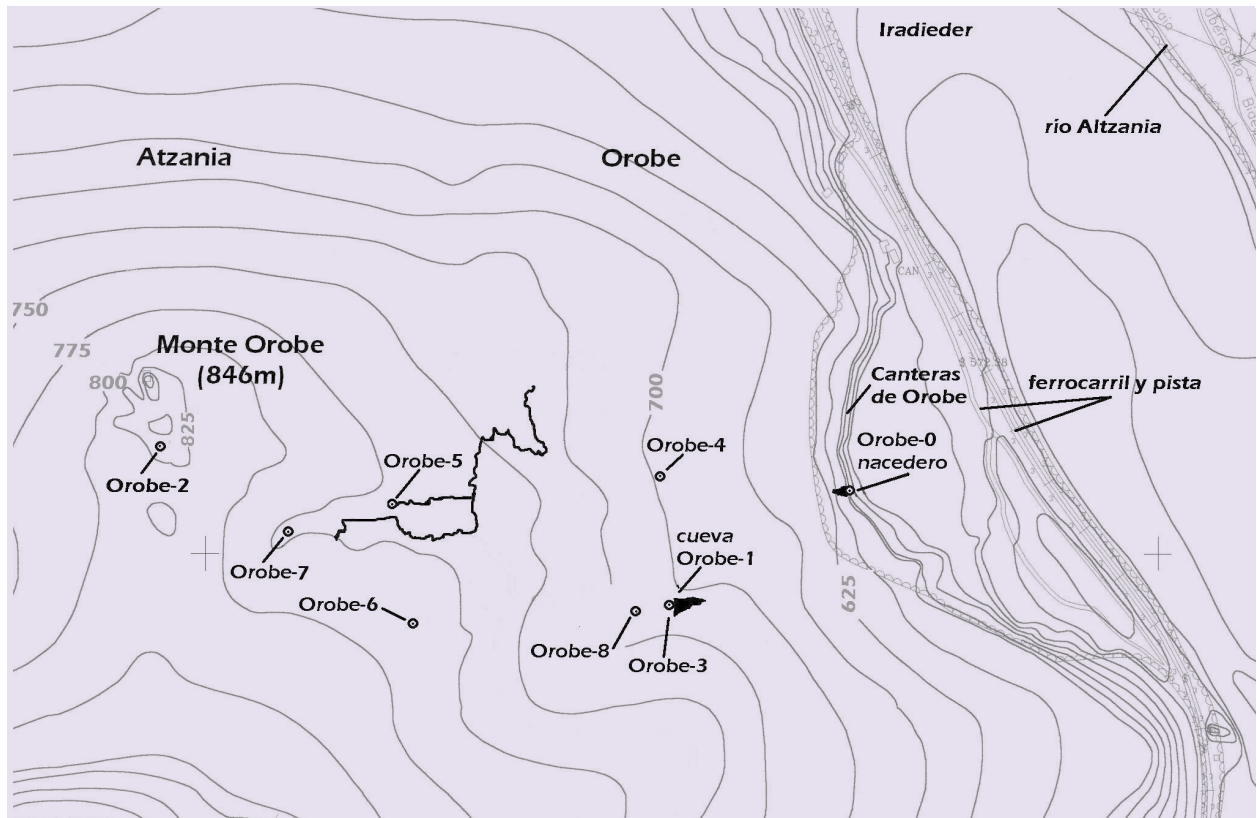 Iradieder
río Altzania
Atzania
Orobe
750
Monte Orobe
(846m)
775
800
825
700
CAN
Canteras
de Orobe
ferrocarril y pista
Orobe-0
nacedero
Orobe-4
Orobe-5
Orobe-2
cueva
Orobe-1
Orobe-7
Orobe-6
625
Orobe-8
Orobe-3